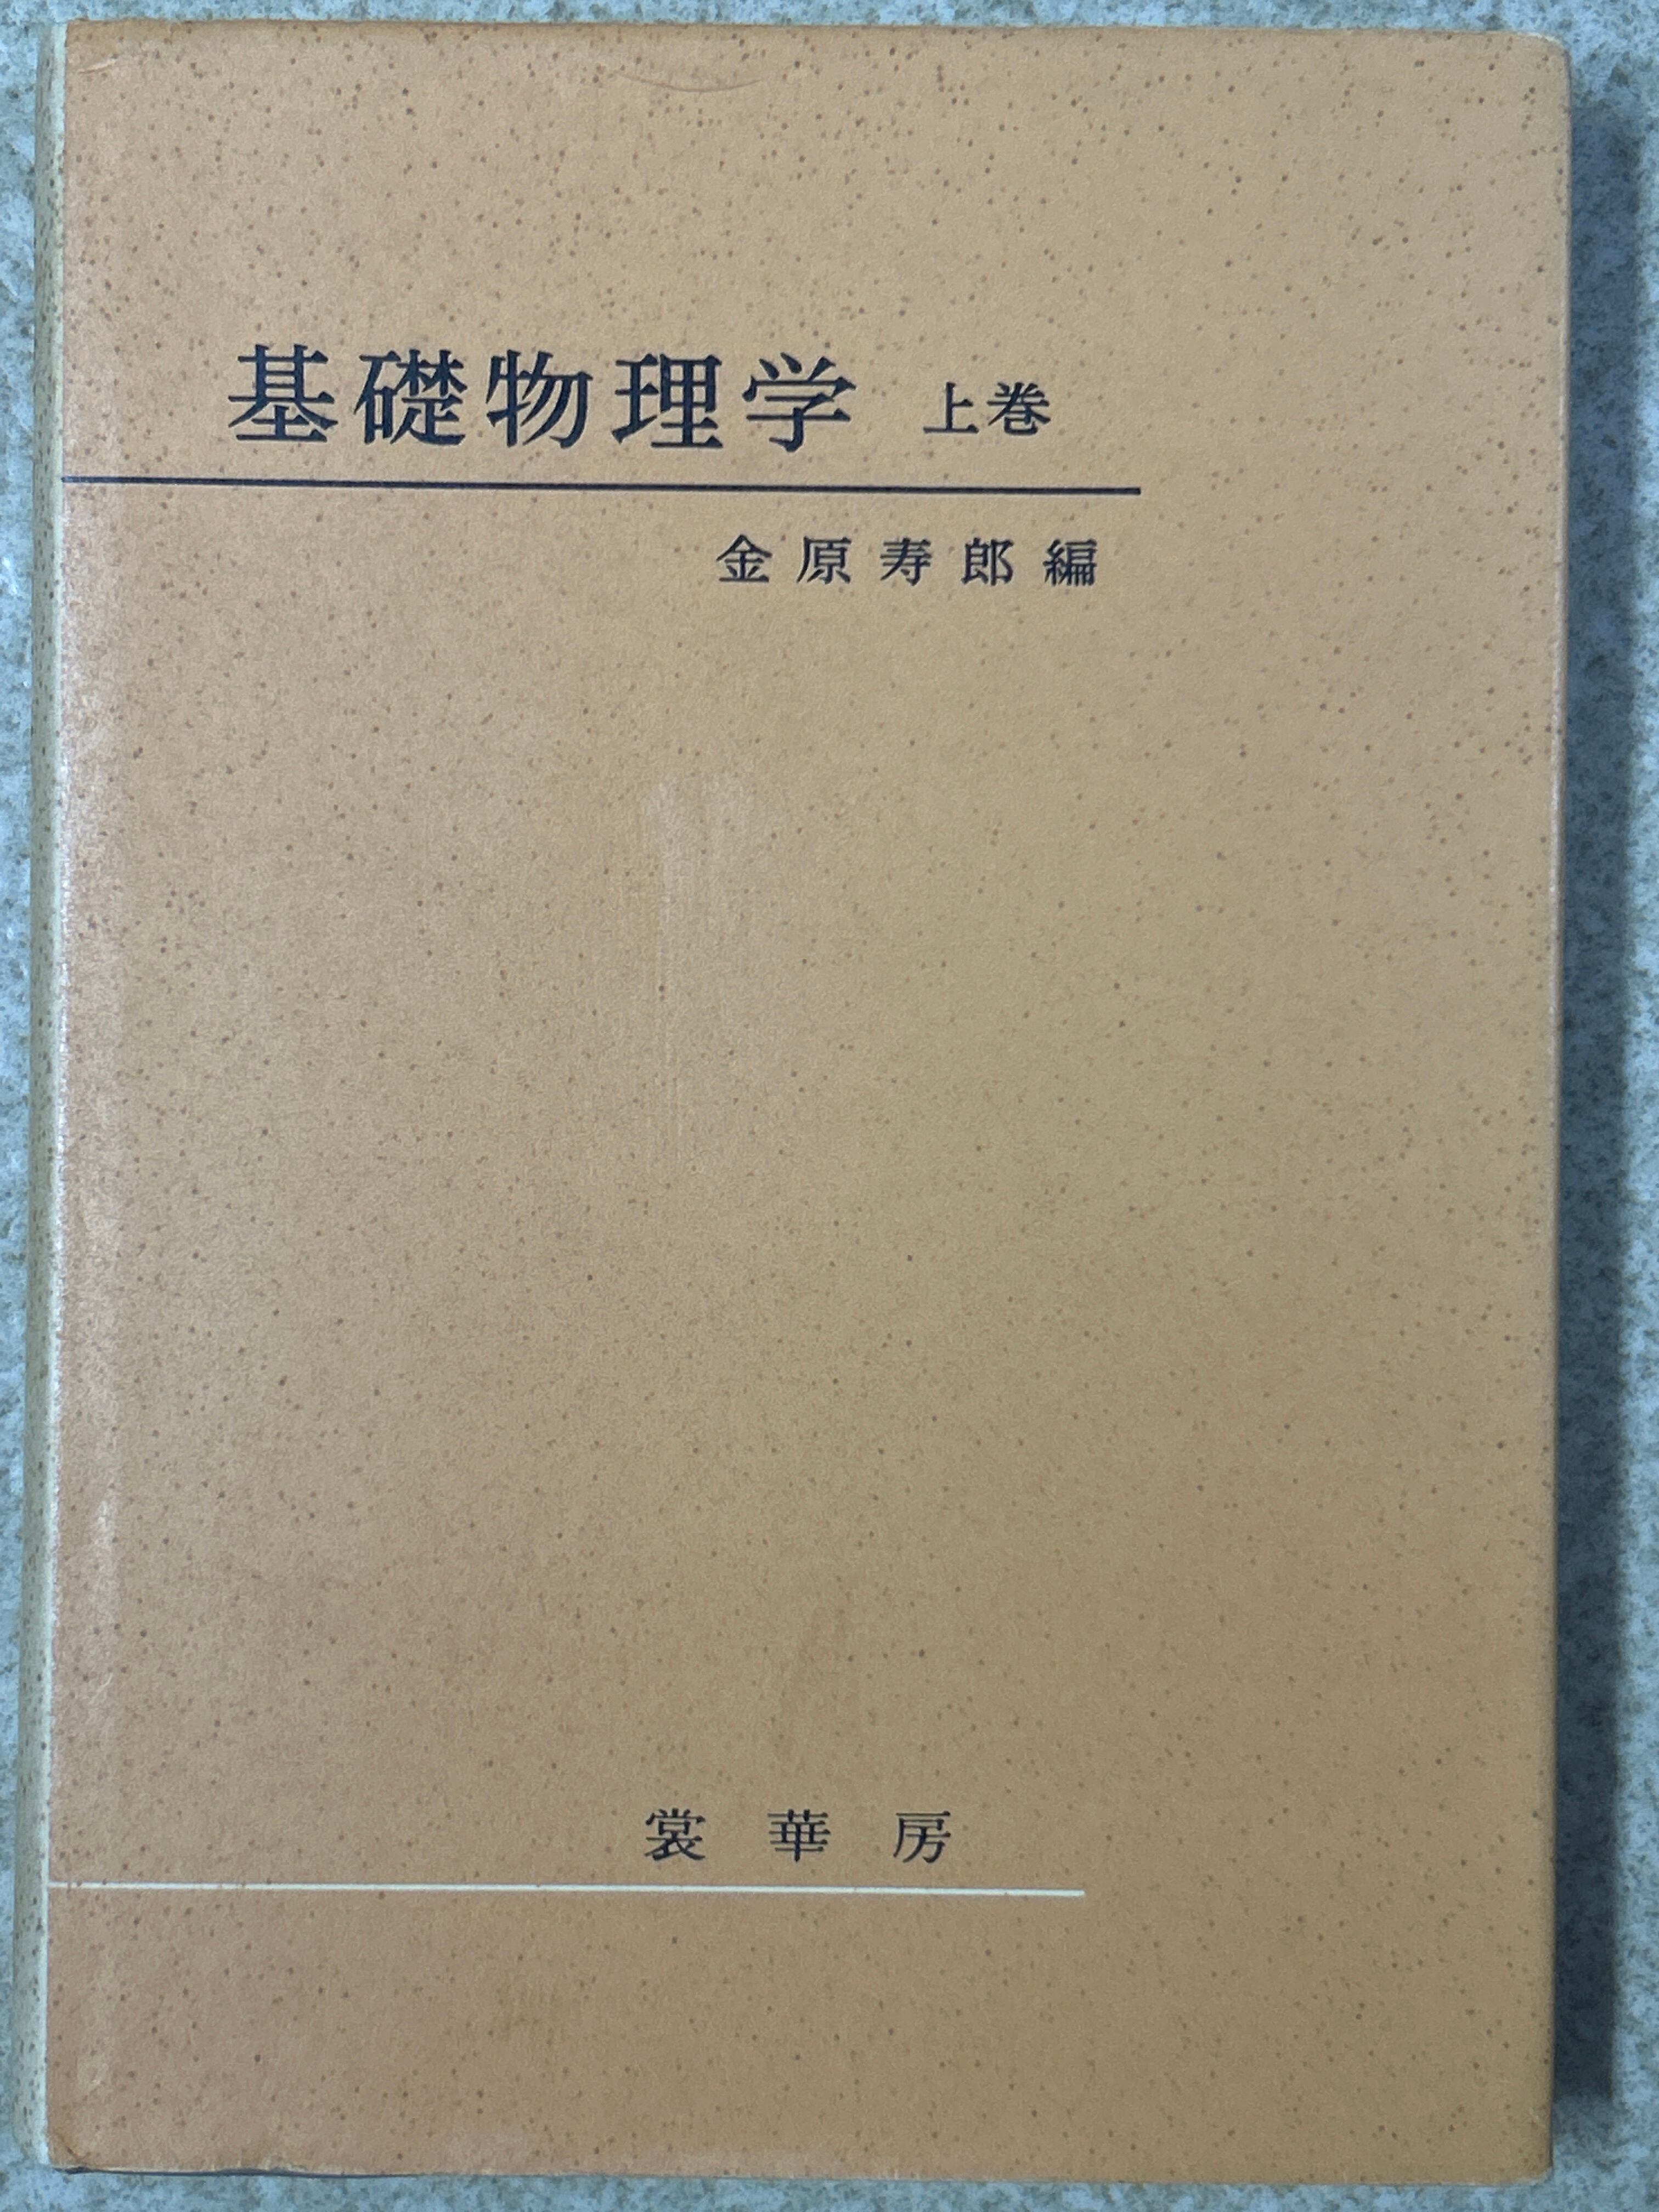 基礎物理学 上巻
金原寿郎編
裳華房